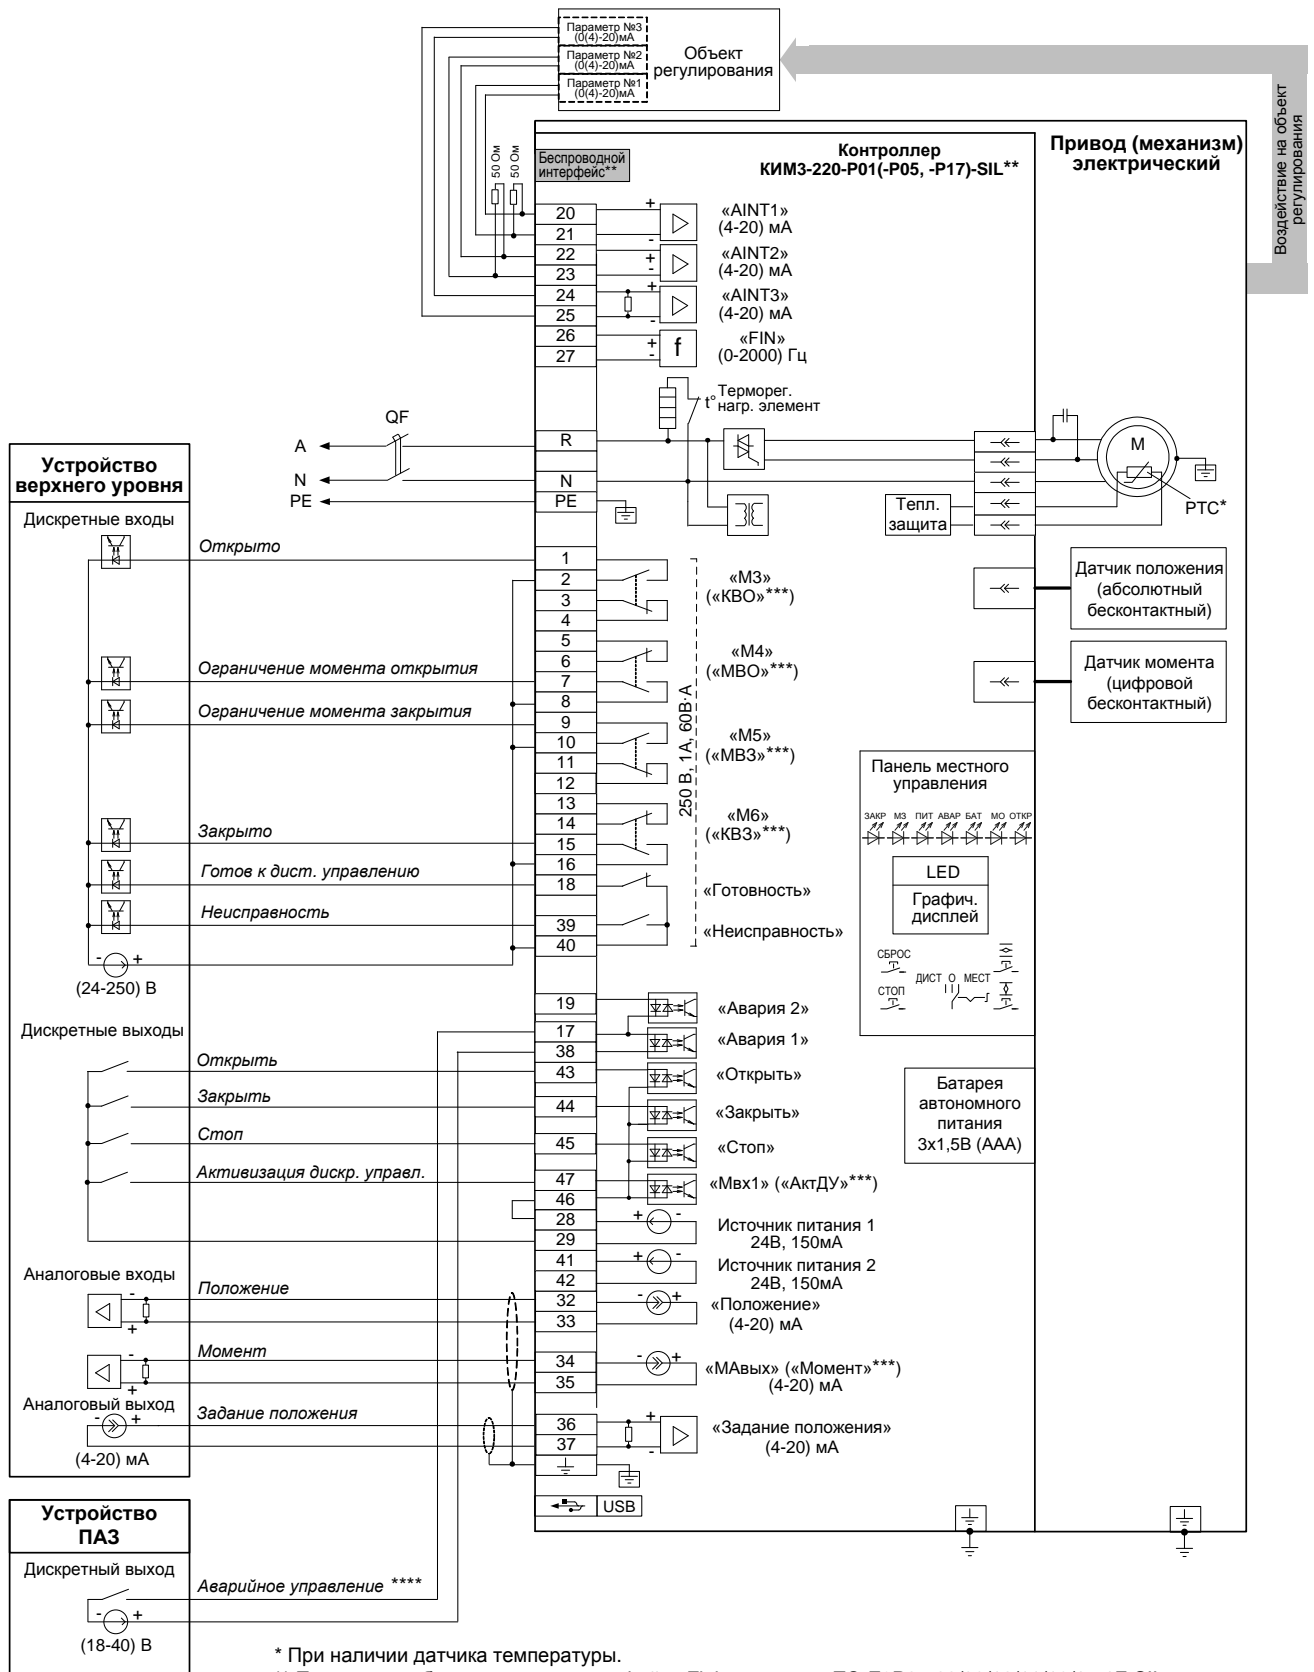 Параметр №3
(0(4)-20)мА
Параметр №2
(0(4)-20)мА
Параметр №1
(0(4)-20)мА
Объект
регулирования
Воздействие на объект
регулирования
50 Ом
50 Ом
Беспроводной
интерфейс**
Контроллер
КИМ3-220-Р01(-Р05, -Р17)-SIL**
Привод (механизм)
электрический
20
21
22
23
24
25
26
27
+
-
«AINT1»
(4-20) мА
+
-
«AINT2»
(4-20) мА
+
-
«AINT3»
(4-20) мА
+
-
f
«FIN»
(0-2000) Гц
t°
Терморег.
нагр. элемент
QF
A
N
PE
R
N
PE
Тепл.
защита
M
РТС*
Устройство
верхнего уровня
Дискретные входы
Открыто
Ограничение момента открытия
Ограничение момента закрытия
Закрыто
Готов к дист. управлению
Неисправность
- +
(24-250) В
1
2
3
4
5
6
7
8
9
10
11
12
13
14
15
16
18
39
40
«М3»
(«КВО»***)
«М4»
(«МВО»***)
«М5»
(«МВЗ»***)
«М6»
(«КВЗ»***)
«Готовность»
«Неисправность»
250 В, 1А, 60В·А
Датчик положения
(абсолютный
бесконтактный)
Датчик момента
(цифровой
бесконтактный)
Панель местного
управления
ЗАКР МЗ ПИТ АВАР БАТ МО ОТКР
LED
Графич.
дисплей
СБРОС
СТОП
ДИСТ О МЕСТ
Батарея
автономного
питания
3х1,5В (ААА)
Дискретные выходы
Открыть
Закрыть
Стоп
Активизация дискр. управл.
19
17
38
43
44
45
47
46
28
29
41
42
32
33
34
35
36
37
«Авария 2»
«Авария 1»
«Открыть»
«Закрыть»
«Стоп»
«Мвх1» («АктДУ»***)
+ -
Источник питания 1
24В, 150мА
+ -
Источник питания 2
24В, 150мА
- +
«Положение»
(4-20) мА
- +
«МАвых» («Момент»***)
(4-20) мА
+
-
«Задание положения»
(4-20) мА
Аналоговые входы
Положение
-
+
Момент
-
+
Аналоговый выход
Задание положения
- +
(4-20) мА
USB
Устройство
ПАЗ
Дискретный выход
Аварийное управление ****
- +
(18-40) В
* При наличии датчика температуры.